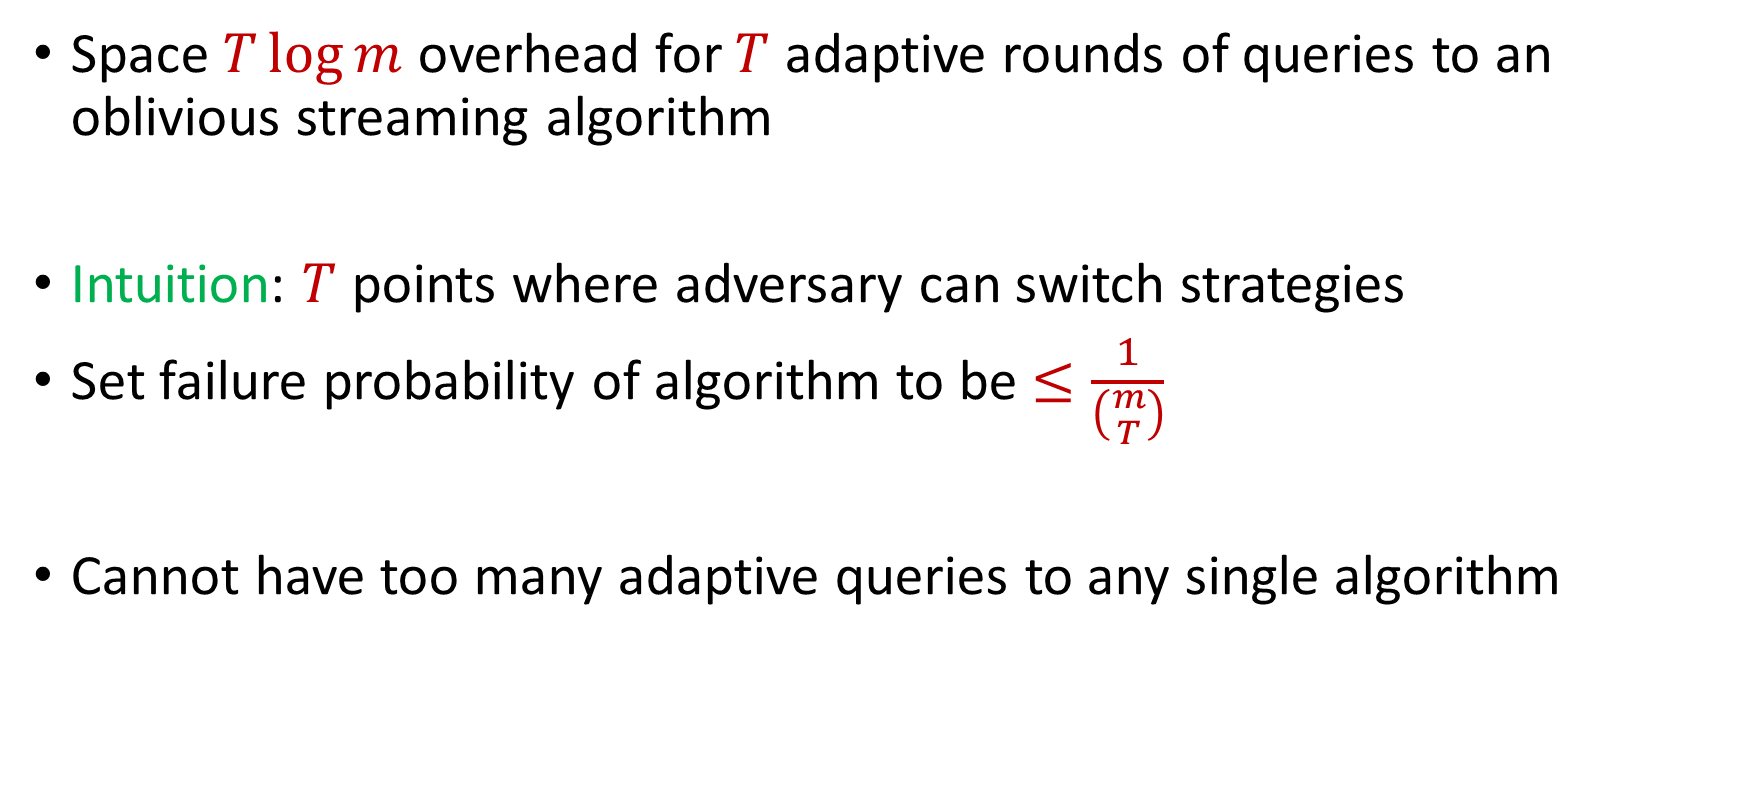 • Space T log m overhead for T adaptive rounds of queries to an
oblivious streaming algorithm
• Intuition: T points where adversary can switch strategies
• Set failure probability of algorithm to be ≤ \frac{1}{\binom{m}{T}}
• Cannot have too many adaptive queries to any single algorithm